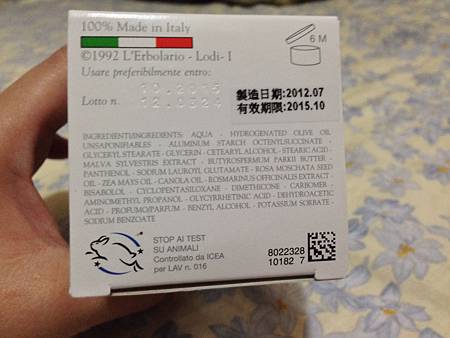 100% Made in Italy
6 M
©1992 L'Erbolario - Lodi- I
Usare preferibilmente entro:
10.2015
Lotto n. 12.0324
製造日期:2012.07
有效期限:2015.10
INGREDIENTI/INGREDIENTS: AQUA - HYDROGENATED OLIVE OIL
UNSAPONIFIABLES - ALUMINUM STARCH OCTENYLSUCCINATE -
GLYCERYL STEARATE - GLYCERIN - CETEARYL ALCOHOL - STEARIC ACID -
MALVA SYLVESTRIS EXTRACT - BUTYROSPERMUM PARKII BUTTER -
PANTHENOL - SODIUM LAUROYL GLUTAMATE - ROSA MOSCHATA SEED
OIL - ZEA MAYS OIL - CANOLA OIL - ROSMARINUS OFFICINALIS EXTRACT -
BISABOLOL - CYCLOPENTASILOXANE - DIMETHICONE - CARBOMER -
AMINOMETHYL PROPANOL - GLYCYRRHETINIC ACID - DEHYDROACETIC
ACID - PROFUMO/PARFUM - BENZYL ALCOHOL - POTASSIUM SORBATE -
SODIUM BENZOATE
STOP AI TEST
SU ANIMALI
Controllato da ICEA
per LAV n. 016
8022328
10182 7